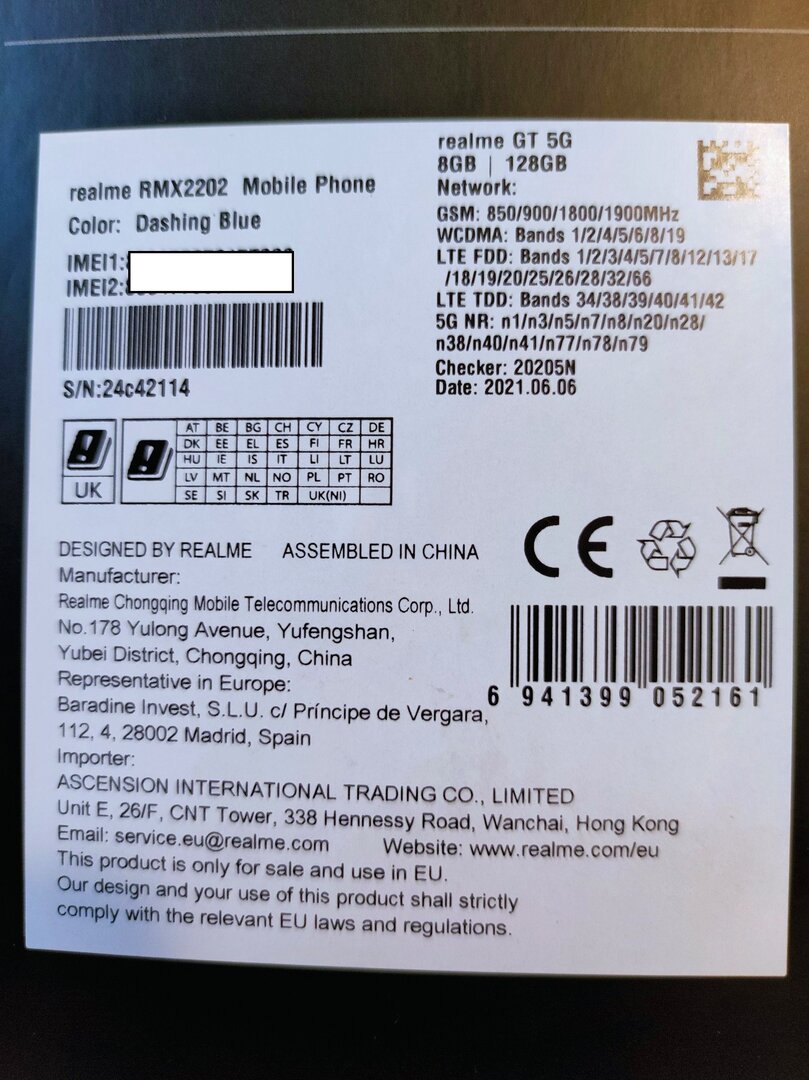 realme RMX2202 Mobile Phone
Color: Dashing Blue
IMEI1:
IMEI2:
S/N:24c42114
realme GT 5G
8GB | 128GB
Network:
GSM: 850/900/1800/1900MHz
WCDMA: Bands 1/2/4/5/6/8/19
LTE FDD: Bands 1/2/3/4/5/7/8/12/13/17
/18/19/20/25/26/28/32/66
LTE TDD: Bands 34/38/39/40/41/42
5G NR: n1/n3/n5/n7/n8/n20/n28/
n38/n40/n41/n77/n78/n79
Checker: 20205N
Date: 2021.06.06
UK
AT BE BG CH CY CZ DE
DK EE EL ES FI FR HR
HU IE IS IT LI LT LU
LV MT NL NO PL PT RO
SE SI SK TR UK(NI)
DESIGNED BY REALME ASSEMBLED IN CHINA
Manufacturer:
Realme Chongqing Mobile Telecommunications Corp., Ltd.
No.178 Yulong Avenue, Yufengshan,
Yubei District, Chongqing, China
Representative in Europe:
Baradine Invest, S.L.U. c/ Príncipe de Vergara,
112, 4, 28002 Madrid, Spain
Importer:
ASCENSION INTERNATIONAL TRADING CO., LIMITED
Unit E, 26/F, CNT Tower, 338 Hennessy Road, Wanchai, Hong Kong
Email: service.eu@realme.com Website: www.realme.com/eu
This product is only for sale and use in EU.
Our design and your use of this product shall strictly
comply with the relevant EU laws and regulations.
CE
6 941399 052161